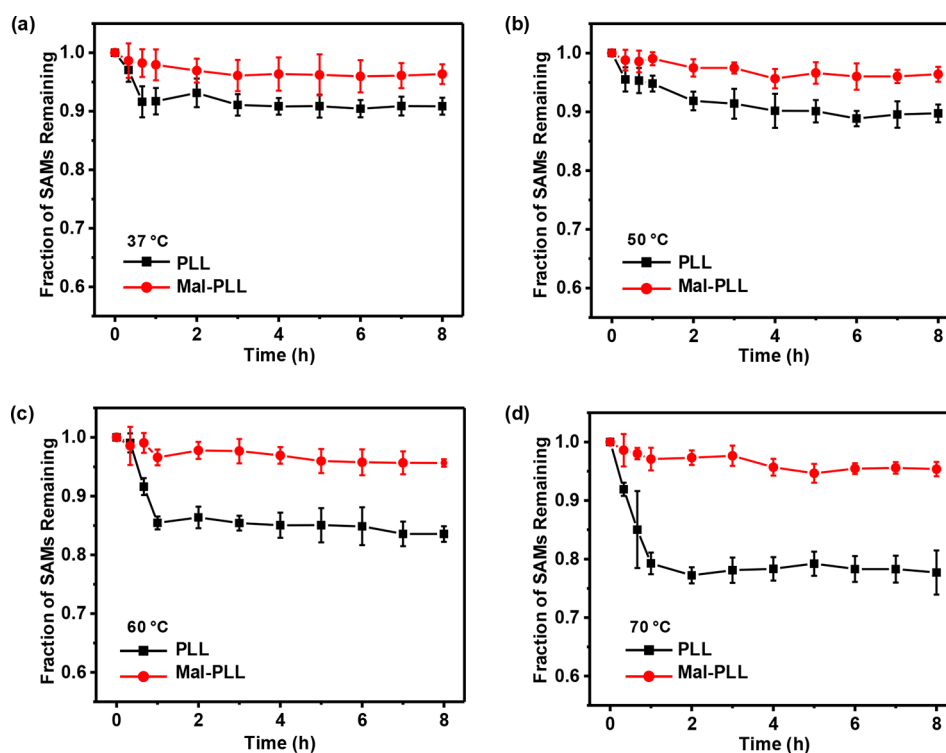 (a)
Fraction of SAMs Remaining
1.0
0.9
0.8
0.7
0.6
37 °C
PLL
Mal-PLL
0 2 4 6 8
Time (h)
(b)
Fraction of SAMs Remaining
1.0
0.9
0.8
0.7
0.6
50 °C
PLL
Mal-PLL
0 2 4 6 8
Time (h)
(c)
Fraction of SAMs Remaining
1.0
0.9
0.8
0.7
0.6
60 °C
PLL
Mal-PLL
0 2 4 6 8
Time (h)
(d)
Fraction of SAMs Remaining
1.0
0.9
0.8
0.7
0.6
70 °C
PLL
Mal-PLL
0 2 4 6 8
Time (h)